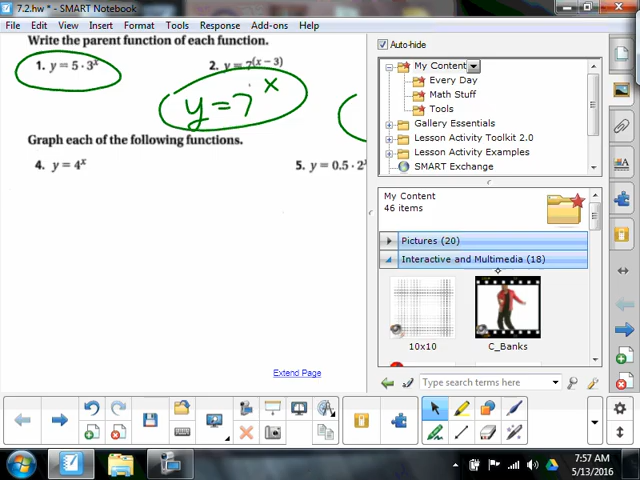 7.2.hw * - SMART Notebook
File Edit View Insert Format Tools Response Add-ons Help
Write the parent function of each function.
1. y = 5 · 3^x
2. y = 7^(x − 3)
y = 7^x
Graph each of the following functions.
4. y = 4^x
5. y = 0.5 · 2
Extend Page
Auto-hide
My Content
Every Day
Math Stuff
Tools
Gallery Essentials
Lesson Activity Toolkit 2.0
Lesson Activity Examples
SMART Exchange
My Content
46 items
Pictures (20)
Interactive and Multimedia (18)
10x10
C_Banks
Type search terms here
7:57 AM
5/13/2016